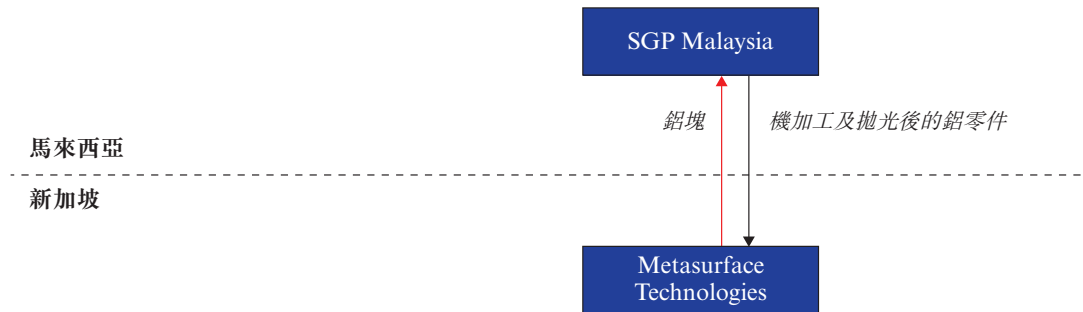 SGP Malaysia
鋁塊
機加工及拋光後的鋁零件
馬來西亞
新加坡
Metasurface
Technologies